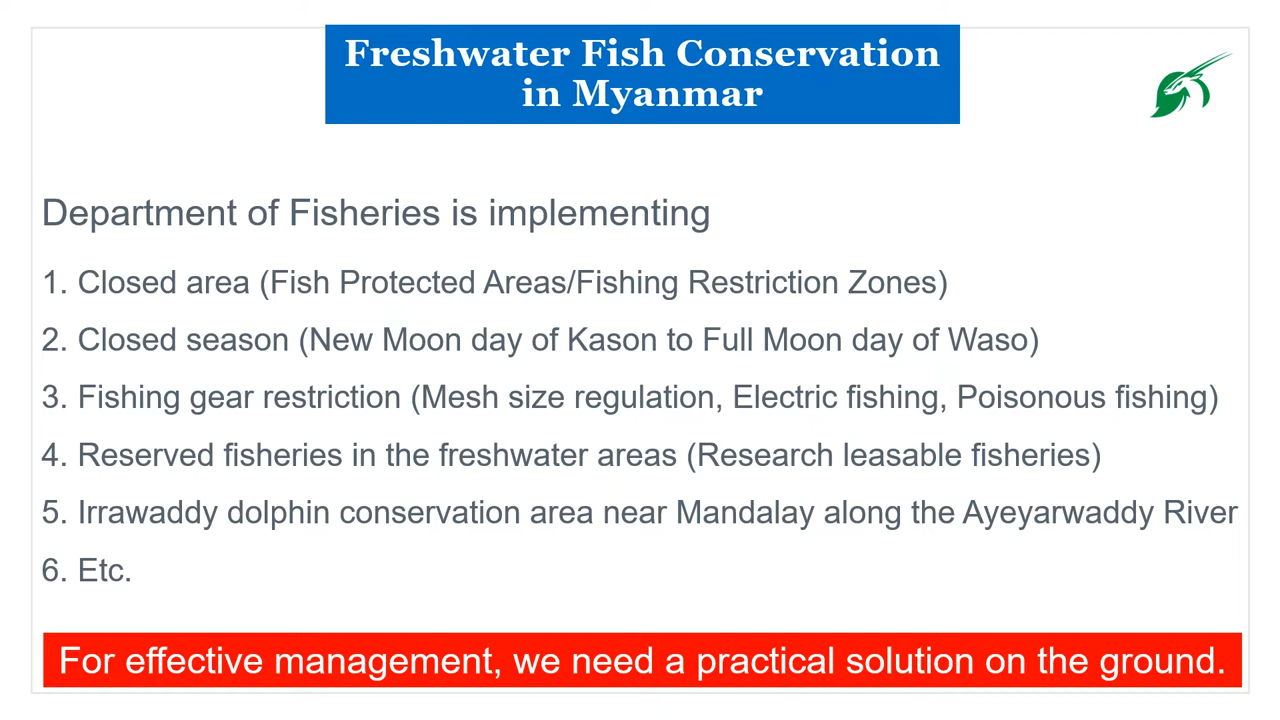 Freshwater Fish Conservation
in Myanmar
Department of Fisheries is implementing
1. Closed area (Fish Protected Areas/Fishing Restriction Zones)
2. Closed season (New Moon day of Kason to Full Moon day of Waso)
3. Fishing gear restriction (Mesh size regulation, Electric fishing, Poisonous fishing)
4. Reserved fisheries in the freshwater areas (Research leasable fisheries)
5. Irrawaddy dolphin conservation area near Mandalay along the Ayeyarwaddy River
6. Etc.
For effective management, we need a practical solution on the ground.